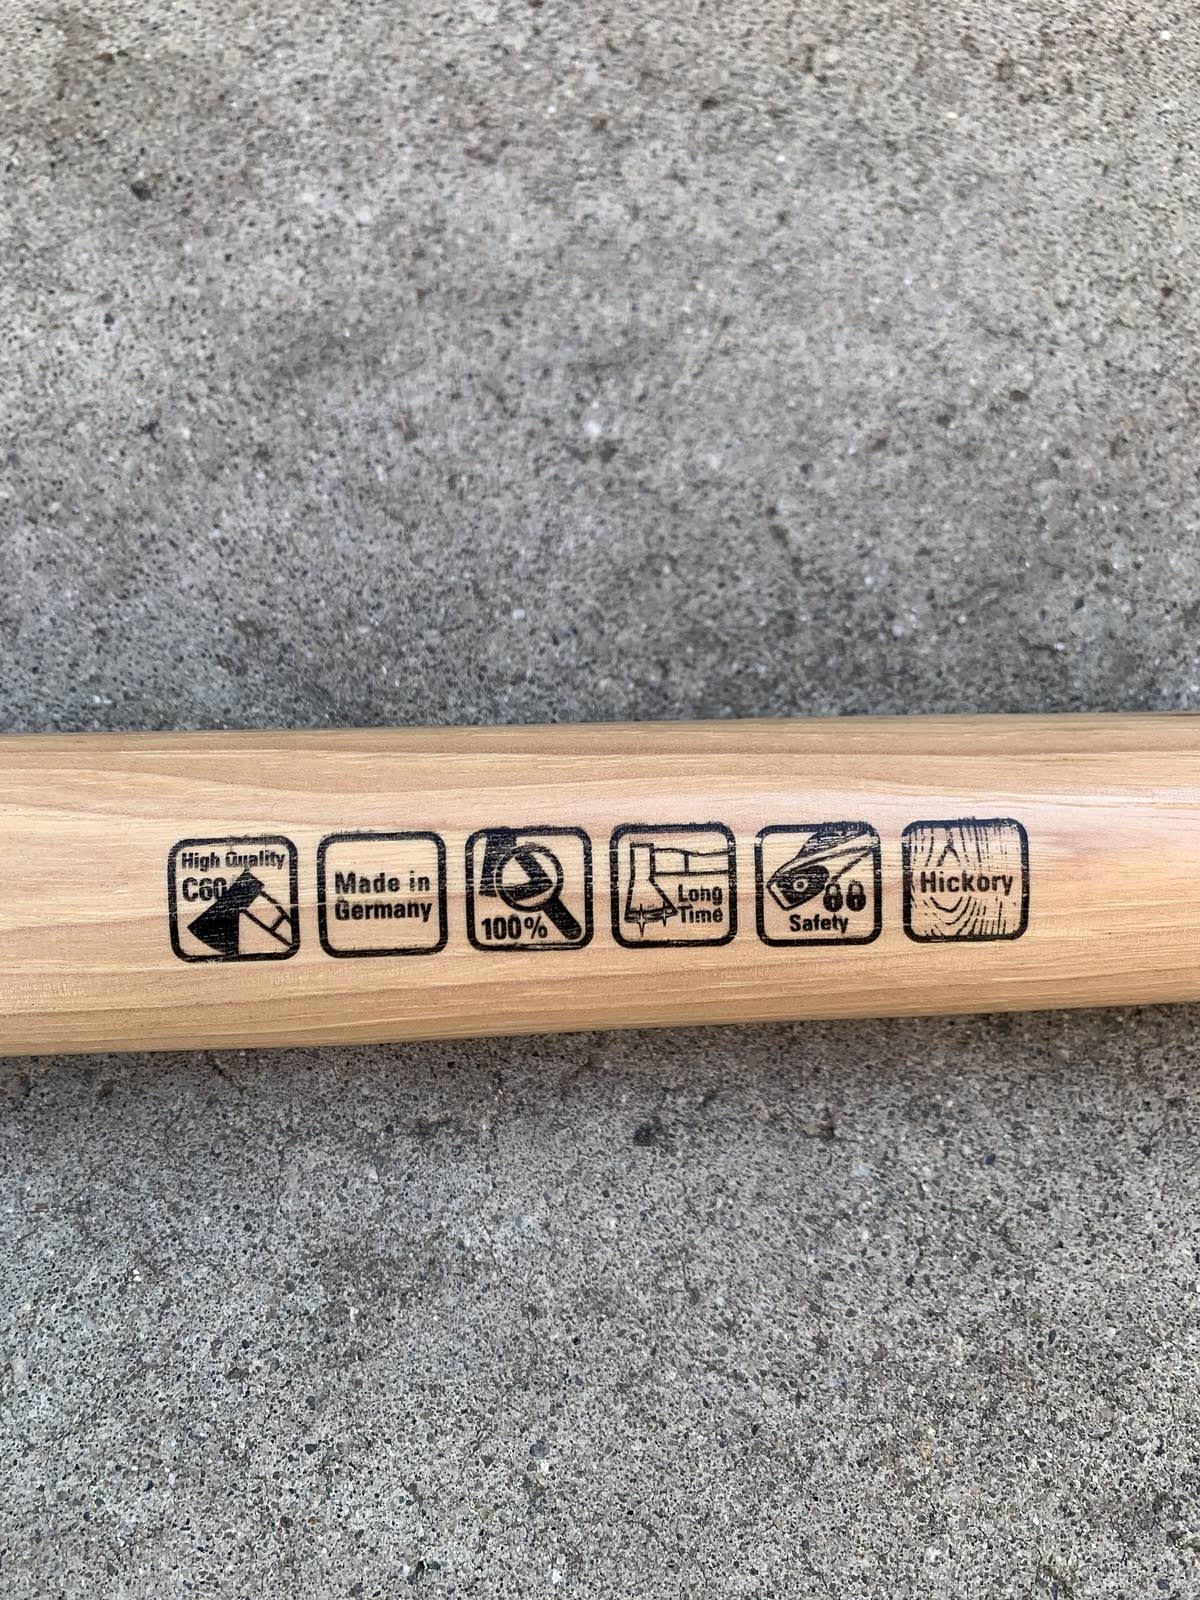 High Quality
C60
Made in
Germany
100%
Long
Time
Safety
Hickory